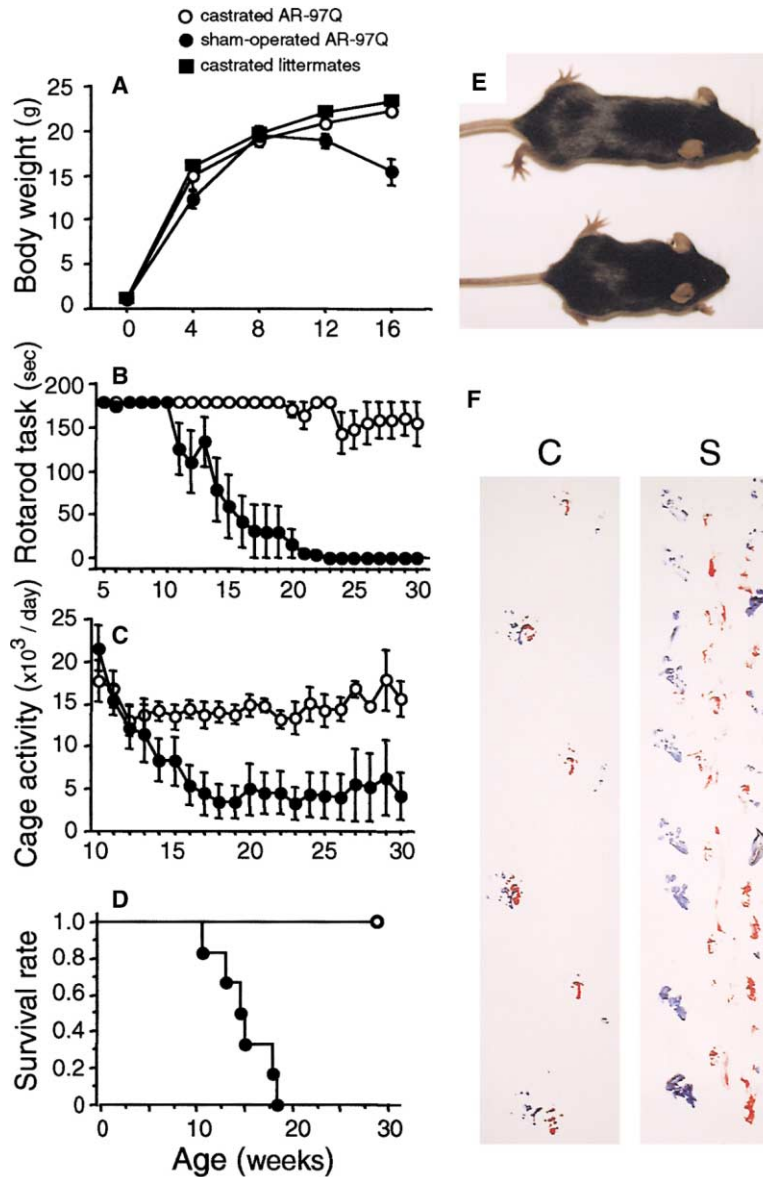 castrated AR-97Q
sham-operated AR-97Q
castrated littermates
A
Body weight (g)
25
20
15
10
5
0
0 4 8 12 16
B
Rotarod task (sec)
200
150
100
50
0
5 10 15 20 25 30
C
Cage activity (x10³ / day)
25
20
15
10
5
0
10 15 20 25 30
D
Survival rate
1.0
0.8
0.6
0.4
0.2
0
0 10 20 30
Age (weeks)
E
F
C S